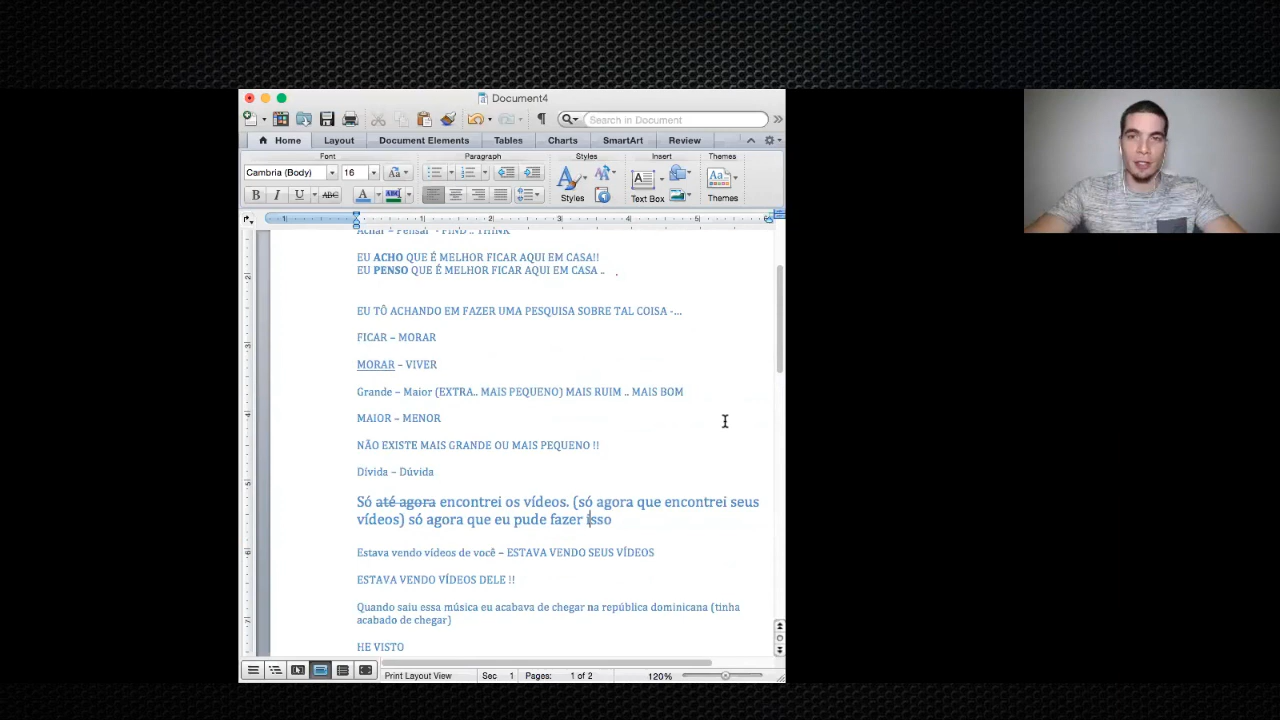 Document4
Search in Document
Home Layout Document Elements Tables Charts SmartArt Review
Font Paragraph Styles Insert Themes
Cambria (Body) 16
Styles Text Box Themes
B I U ABC A ABC
Achar – Pensar - FIND .. THINK
EU ACHO QUE É MELHOR FICAR AQUI EM CASA!!
EU PENSO QUE É MELHOR FICAR AQUI EM CASA .. .
EU TÔ ACHANDO EM FAZER UMA PESQUISA SOBRE TAL COISA -...
FICAR – MORAR
MORAR – VIVER
Grande – Maior (EXTRA.. MAIS PEQUENO) MAIS RUIM .. MAIS BOM
MAIOR – MENOR
NÃO EXISTE MAIS GRANDE OU MAIS PEQUENO !!
Dívida – Dúvida
Só até agora encontrei os vídeos. (só agora que encontrei seus
vídeos) só agora que eu pude fazer isso
Estava vendo vídeos de você – ESTAVA VENDO SEUS VÍDEOS
ESTAVA VENDO VÍDEOS DELE !!
Quando saiu essa música eu acabava de chegar na república dominicana (tinha
acabado de chegar)
HE VISTO
Print Layout View Sec 1 Pages: 1 of 2 120%